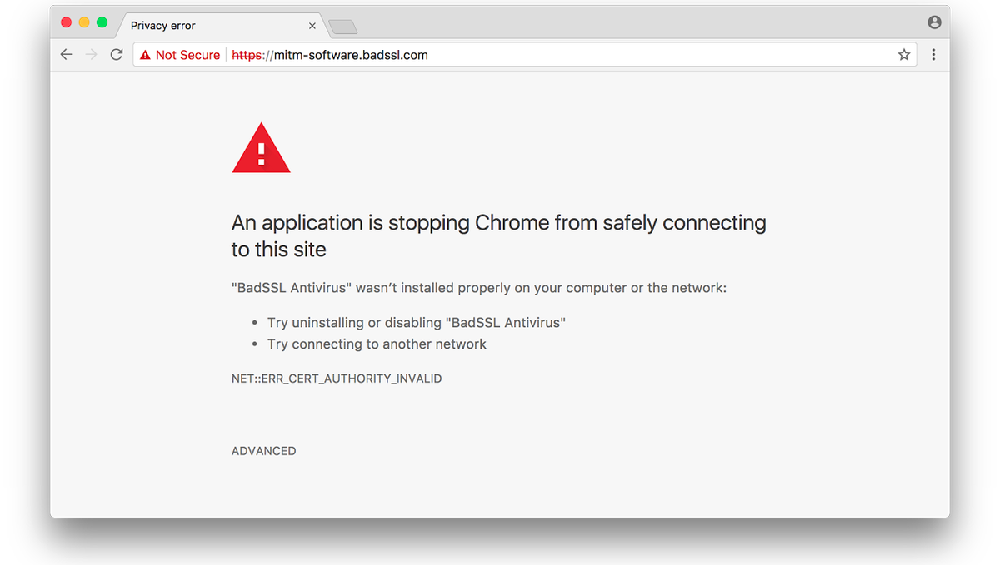 Privacy error
Not Secure https://mitm-software.badssl.com
An application is stopping Chrome from safely connecting
to this site
"BadSSL Antivirus" wasn’t installed properly on your computer or the network:
• Try uninstalling or disabling "BadSSL Antivirus"
• Try connecting to another network
NET::ERR_CERT_AUTHORITY_INVALID
ADVANCED